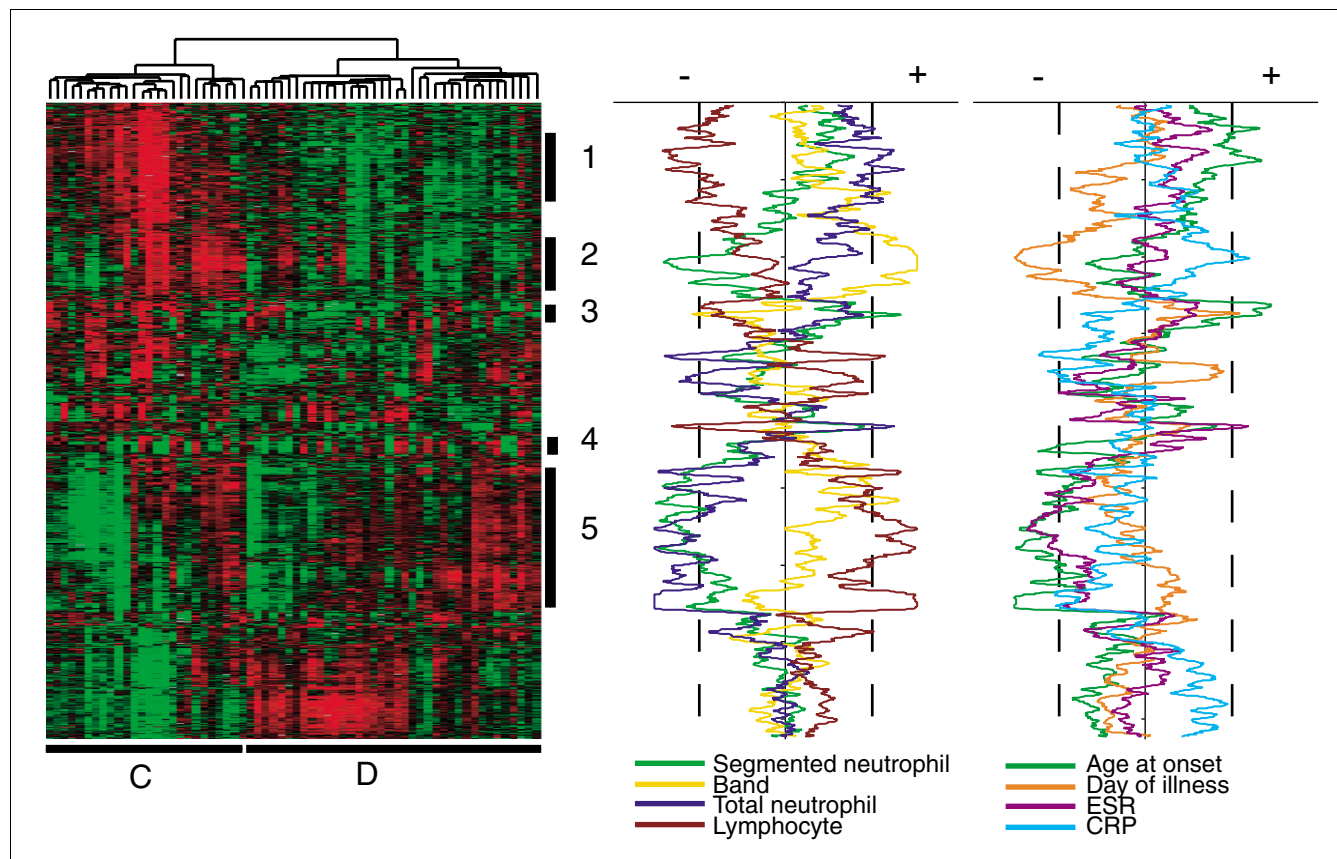 - + - +
1
2
3
4
5
C D
Segmented neutrophil
Band
Total neutrophil
Lymphocyte
Age at onset
Day of illness
ESR
CRP